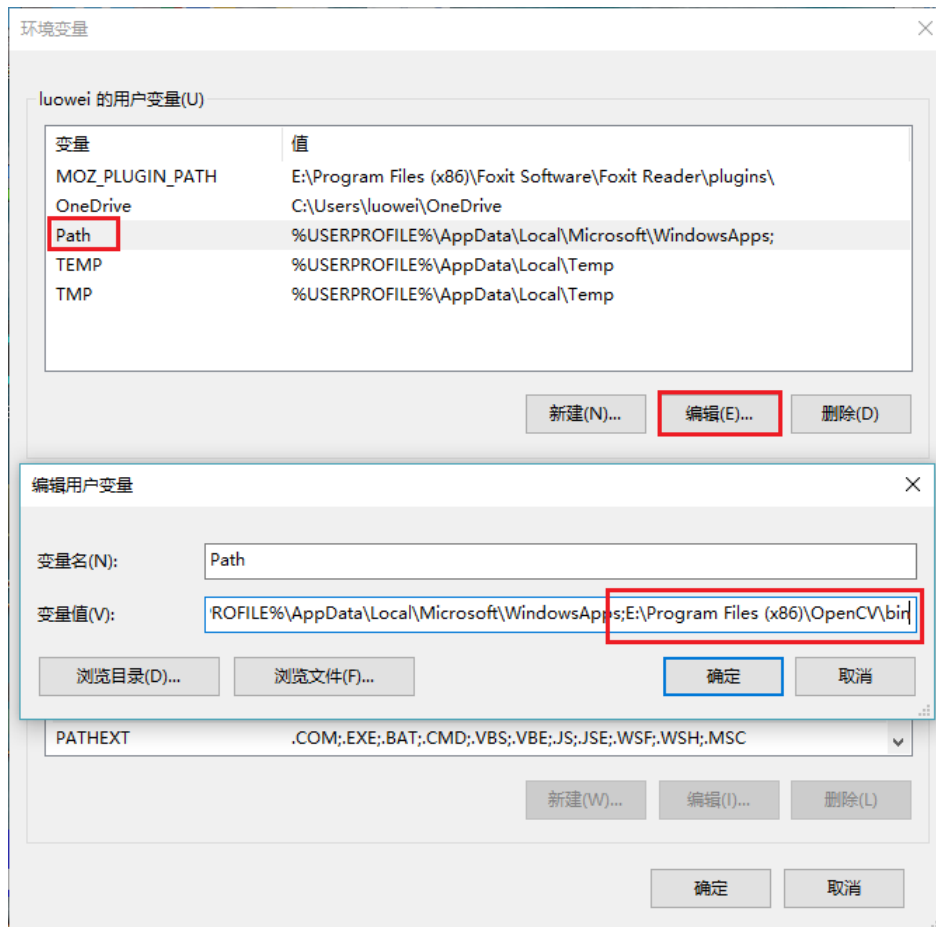 环境变量
luowei 的用户变量(U)
变量 值
MOZ_PLUGIN_PATH E:\Program Files (x86)\Foxit Software\Foxit Reader\plugins\
OneDrive C:\Users\luowei\OneDrive
Path %USERPROFILE%\AppData\Local\Microsoft\WindowsApps;
TEMP %USERPROFILE%\AppData\Local\Temp
TMP %USERPROFILE%\AppData\Local\Temp
新建(N)... 编辑(E)... 删除(D)
编辑用户变量
变量名(N): Path
变量值(V): ROFILE%\AppData\Local\Microsoft\WindowsApps;E:\Program Files (x86)\OpenCV\bin
浏览目录(D)... 浏览文件(F)... 确定 取消
PATHEXT .COM;.EXE;.BAT;.CMD;.VBS;.VBE;.JS;.JSE;.WSF;.WSH;.MSC
新建(W)... 编辑(I)... 删除(L)
确定 取消